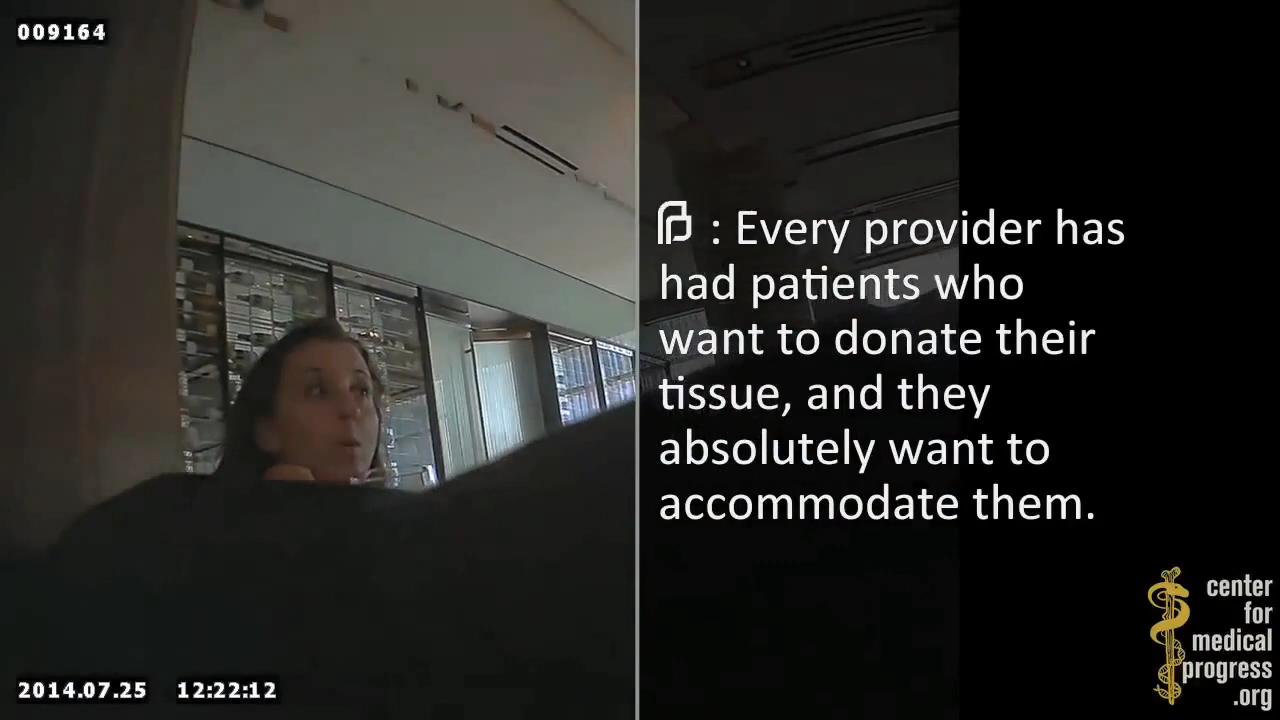 009164
: Every provider has
had patients who
want to donate their
tissue, and they
absolutely want to
accommodate them.
center
for
medical
progress
.org
2014.07.25 12:22:12